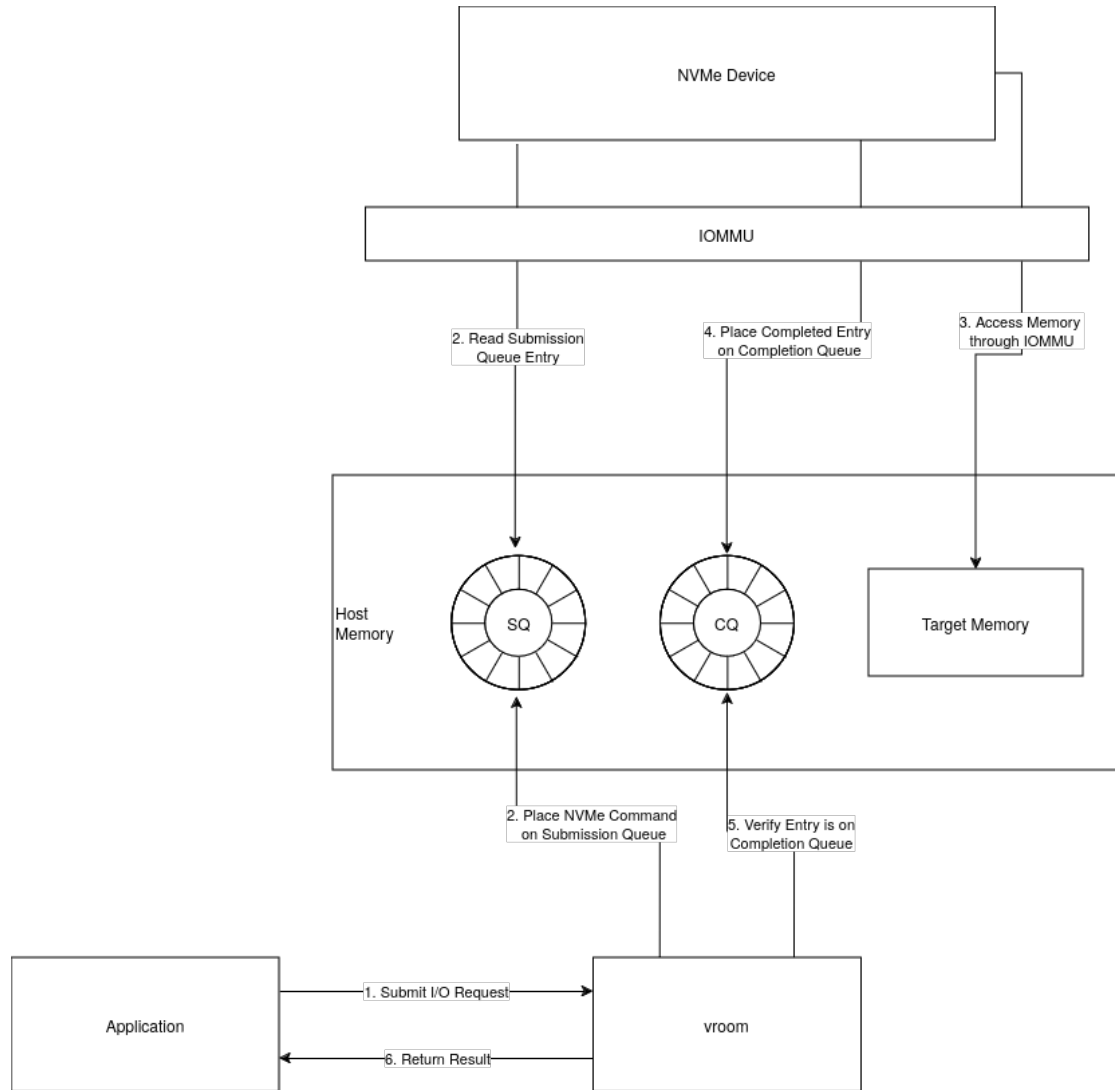 NVMe Device
IOMMU
2. Read Submission
Queue Entry
4. Place Completed Entry
on Completion Queue
3. Access Memory
through IOMMU
Host
Memory
SQ
CQ
Target Memory
2. Place NVMe Command
on Submission Queue
5. Verify Entry is on
Completion Queue
1. Submit I/O Request
Application
vroom
6. Return Result